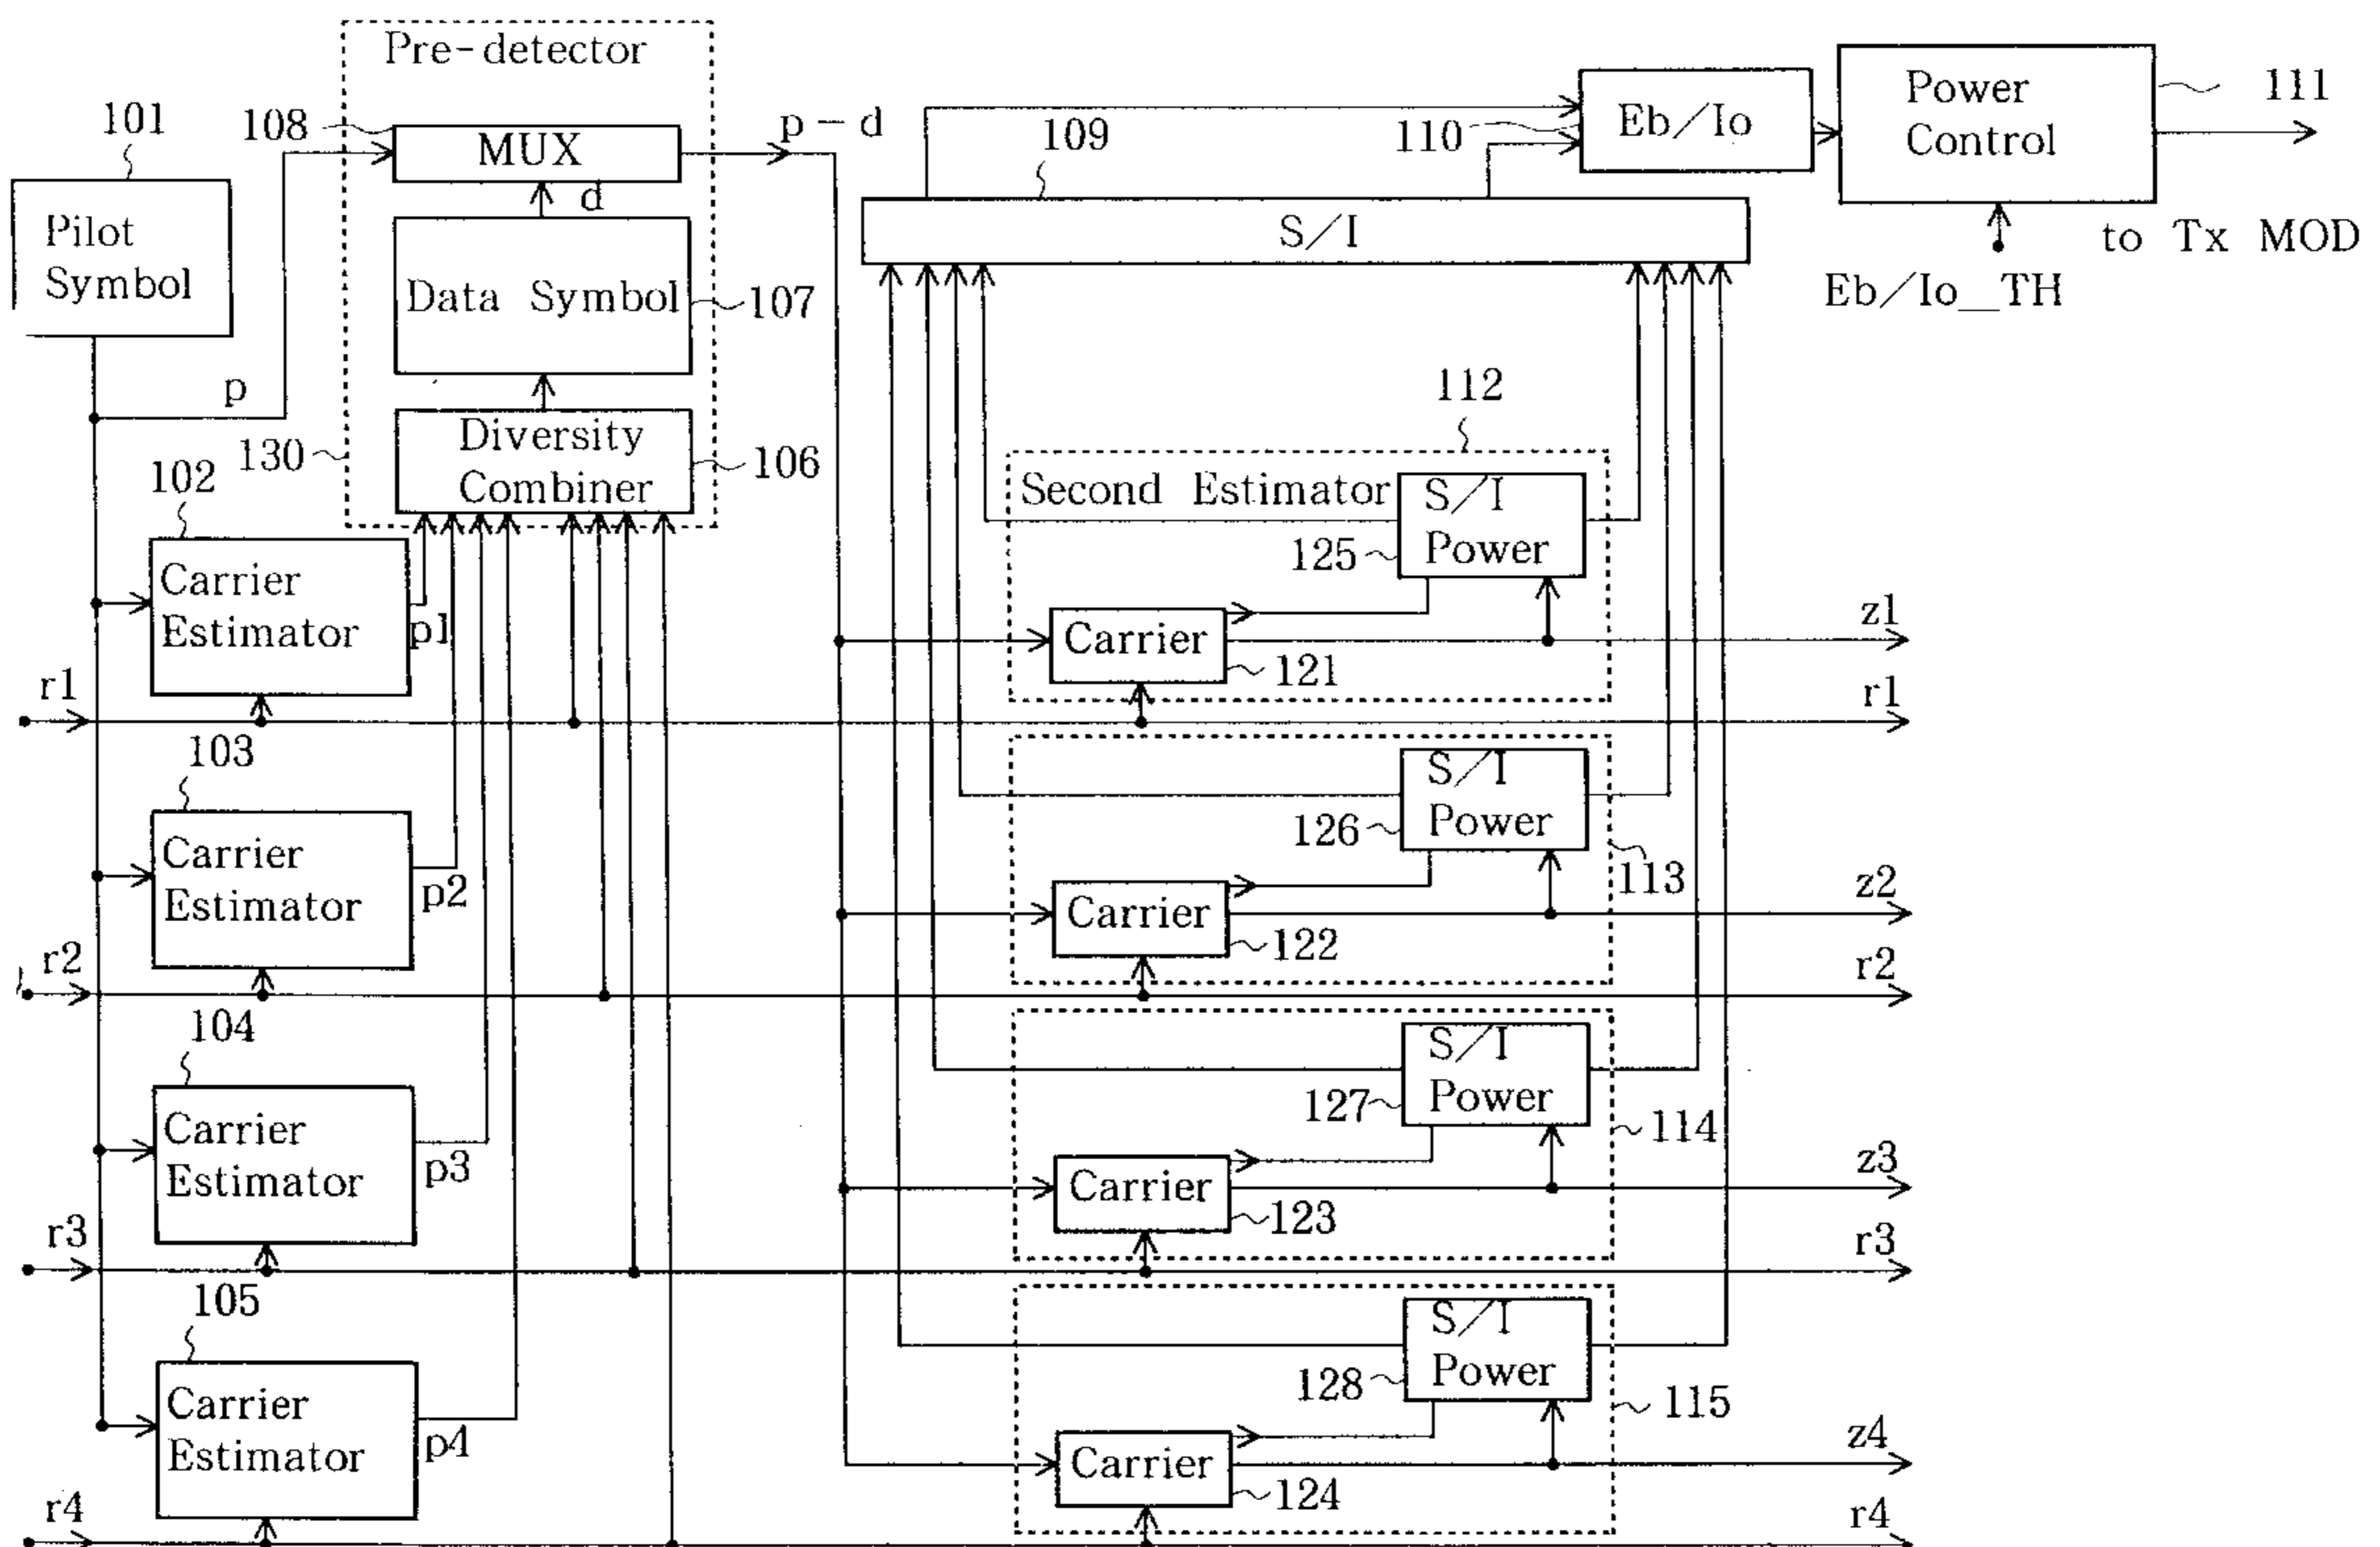 Pre-detector
101
108
MUX
p-d
109
110
Eb/Io
Power
Control
111
Pilot
Symbol
d
Data Symbol
107
S/I
to Tx MOD
Eb/Io_TH
p
130
Diversity
Combiner
106
112
102
Carrier
Estimator
p1
Second Estimator
S/I
Power
125
Carrier
121
z1
r1
r1
103
Carrier
Estimator
p2
S/I
Power
126
113
Carrier
122
z2
r2
r2
104
Carrier
Estimator
p3
S/I
Power
127
114
Carrier
123
z3
r3
r3
105
Carrier
Estimator
p4
S/I
Power
128
115
Carrier
124
z4
r4
r4